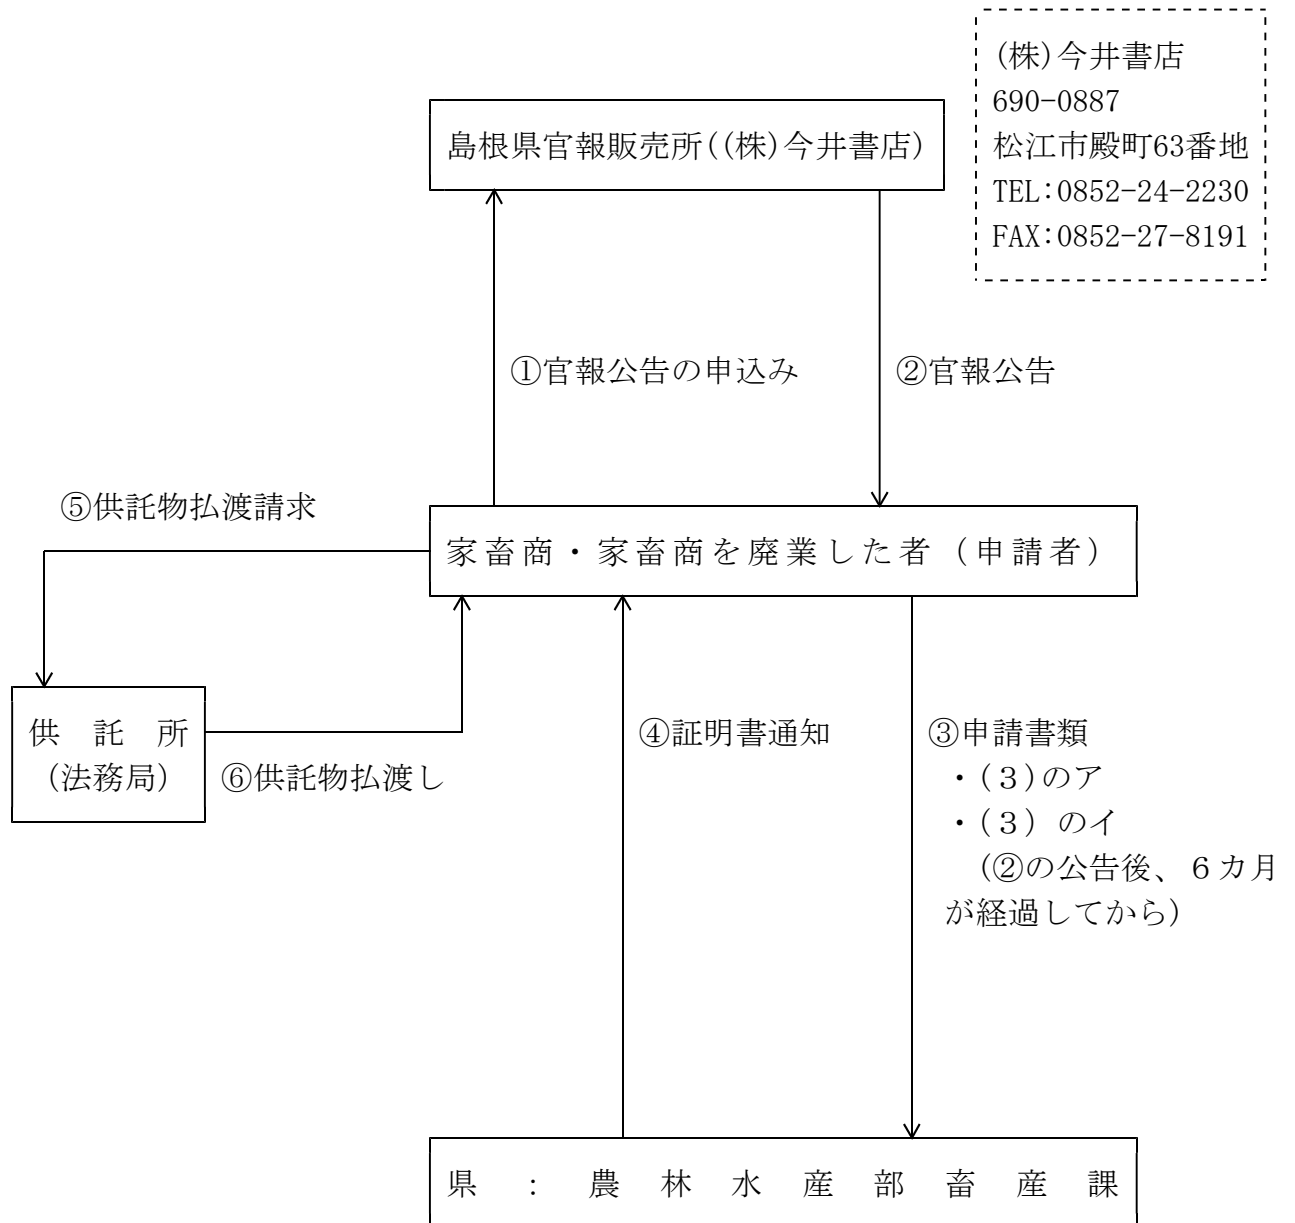 (株)今井書店
690-0887
松江市殿町63番地
TEL:0852-24-2230
FAX:0852-27-8191
島根県官報販売所((株)今井書店)
①官報公告の申込み
②官報公告
⑤供託物払渡請求
家畜商・家畜商を廃業した者（申請者）
供託所
(法務局)
⑥供託物払渡し
④証明書通知
③申請書類
・(３)のア
・(３) のイ
(②の公告後、６カ月
が経過してから)
県：農林水産部畜産課